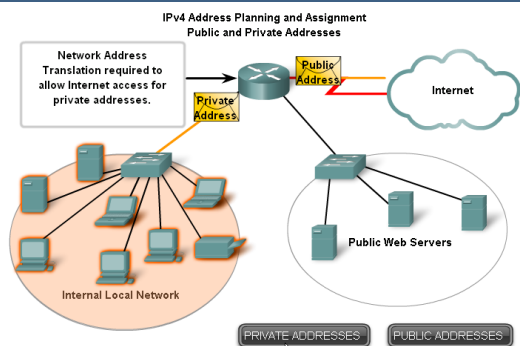 IPv4 Address Planning and Assignment
Public and Private Addresses
Network Address
Translation required to
allow Internet access for
private addresses.
Public
Address
Internet
Private
Address
Public Web Servers
Internal Local Network
PRIVATE ADDRESSES
PUBLIC ADDRESSES